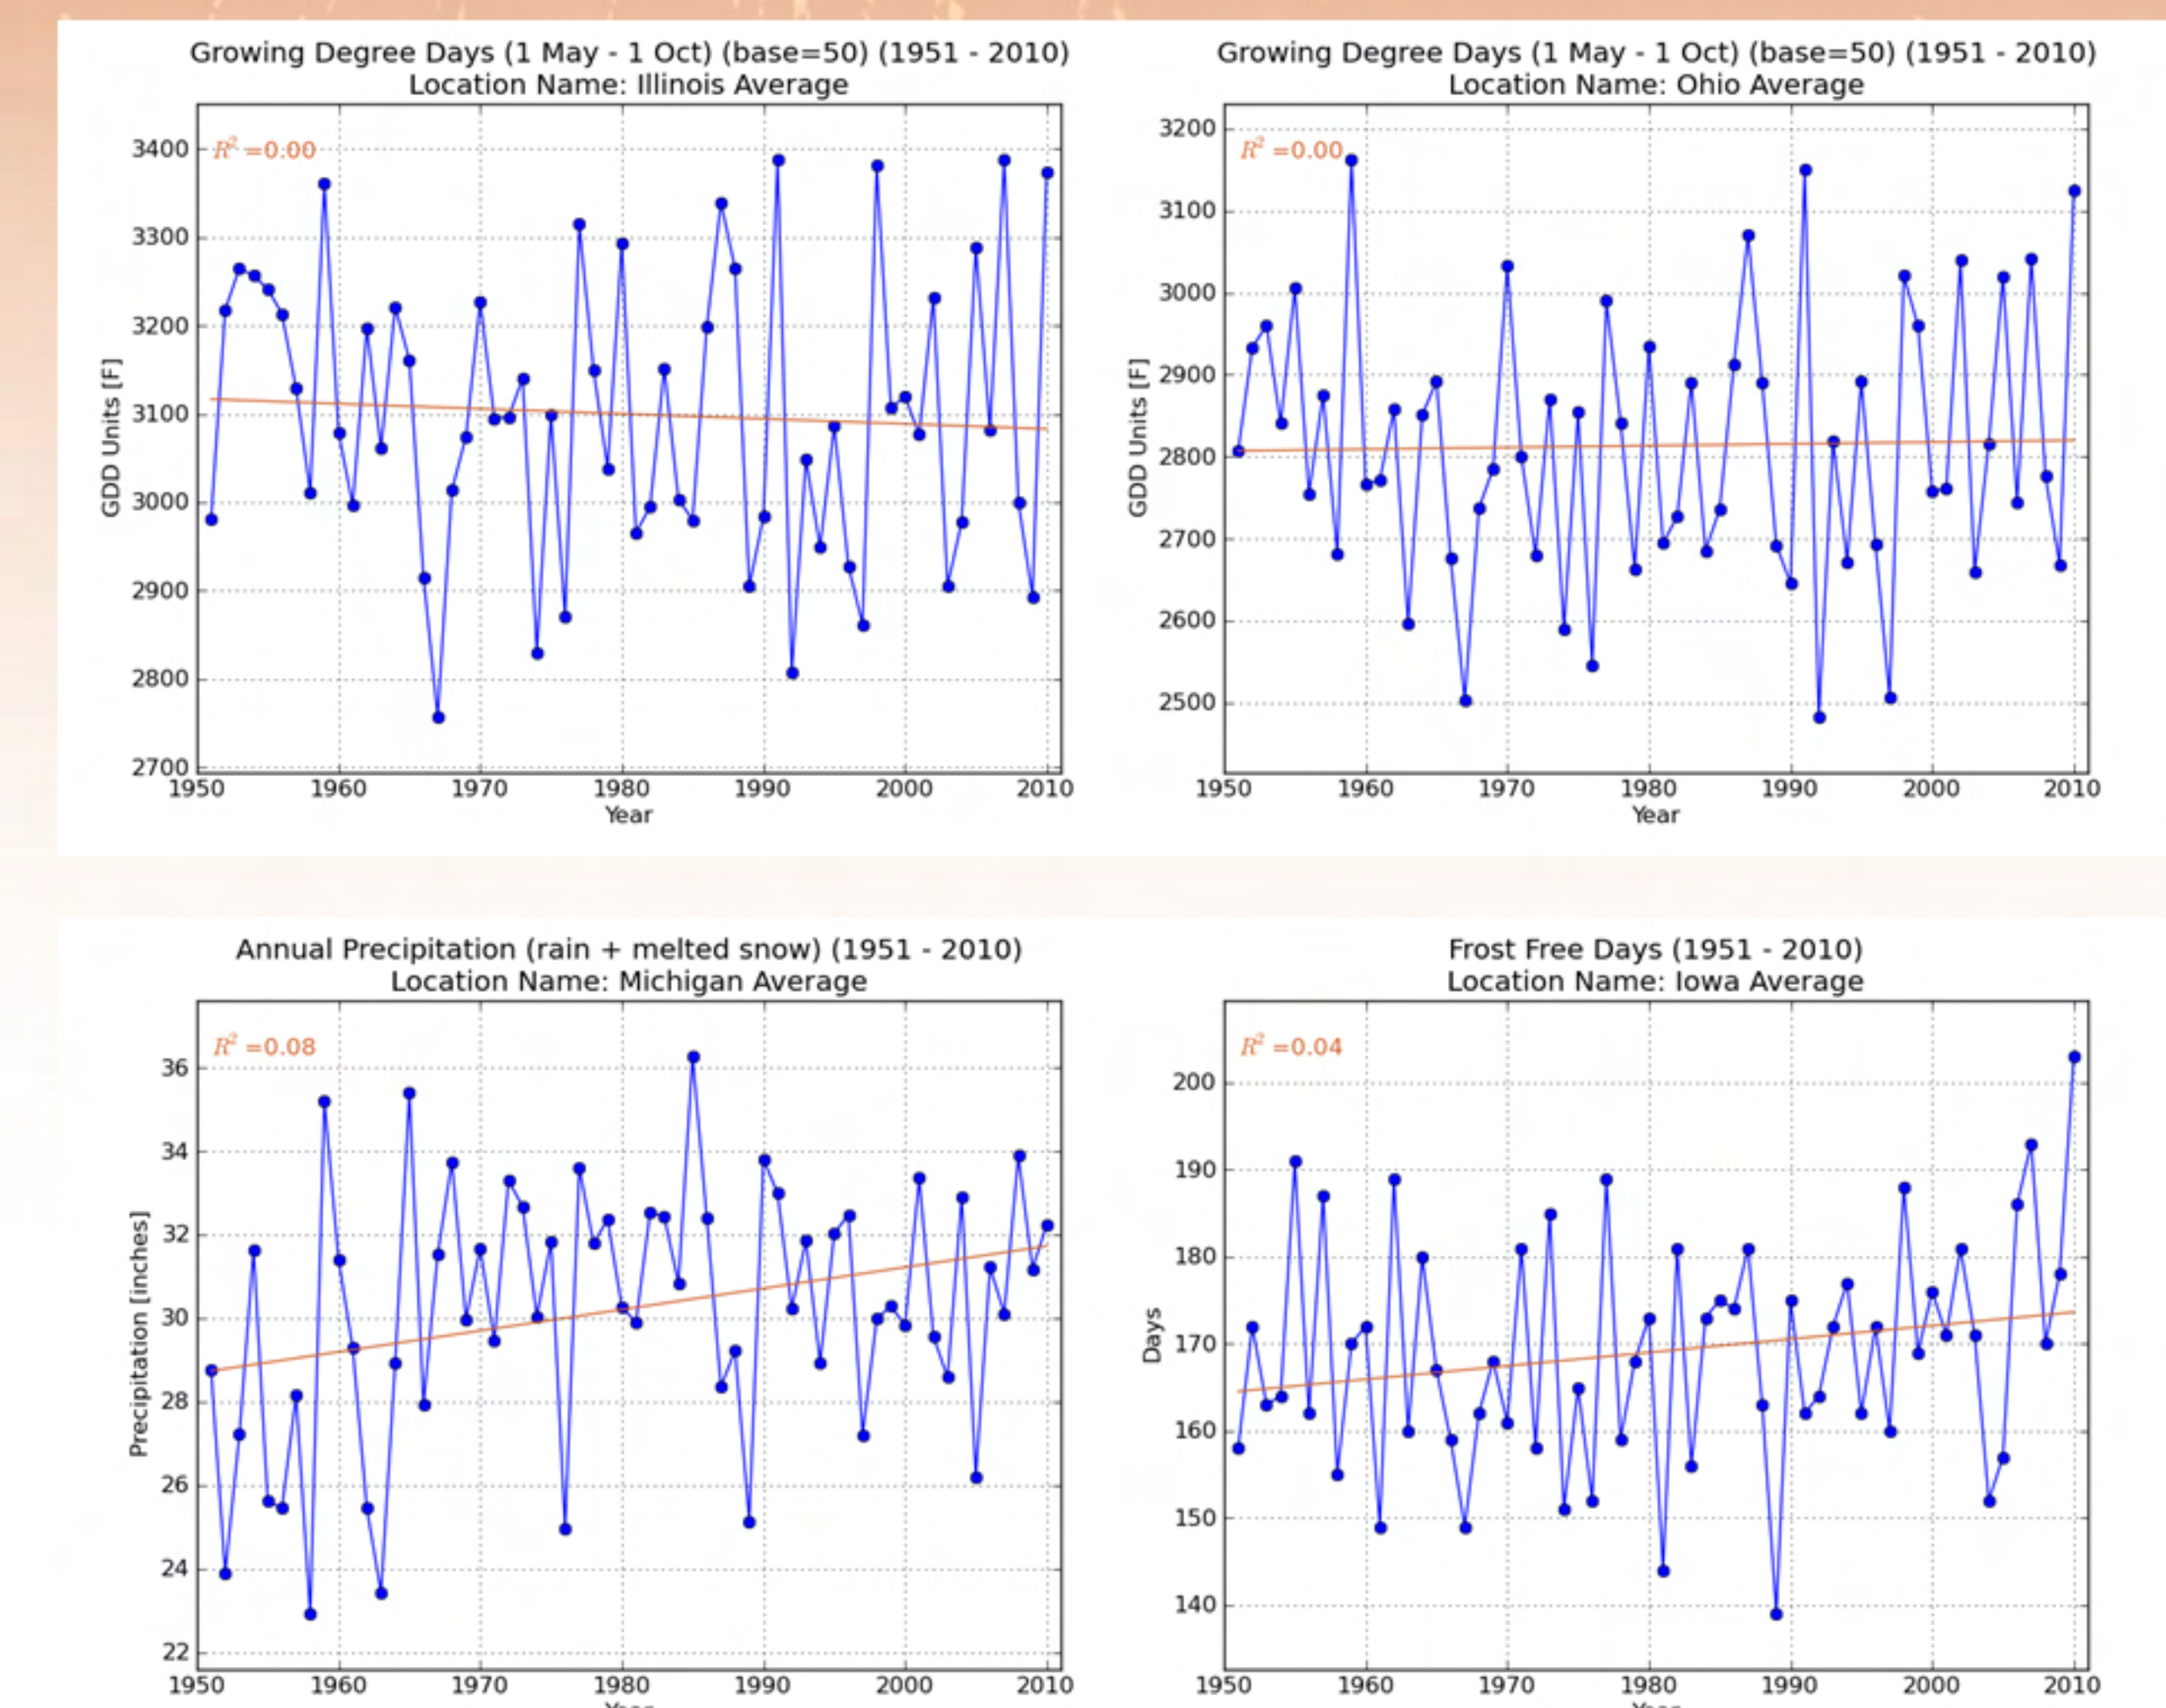 Growing Degree Days (1 May - 1 Oct) (base=50) (1951 - 2010)
Location Name: Illinois Average
R² =0.00
3400
3300
3200
3100
3000
2900
2800
2700
GDD Units [F]
1950 1960 1970 1980 1990 2000 2010
Year
Growing Degree Days (1 May - 1 Oct) (base=50) (1951 - 2010)
Location Name: Ohio Average
R² =0.00
3200
3100
3000
2900
2800
2700
2600
2500
GDD Units [F]
1950 1960 1970 1980 1990 2000 2010
Year
Annual Precipitation (rain + melted snow) (1951 - 2010)
Location Name: Michigan Average
R² =0.08
36
34
32
30
28
26
24
22
Precipitation [inches]
1950 1960 1970 1980 1990 2000 2010
Year
Frost Free Days (1951 - 2010)
Location Name: Iowa Average
R² =0.04
200
190
180
170
160
150
140
Days
1950 1960 1970 1980 1990 2000 2010
Year